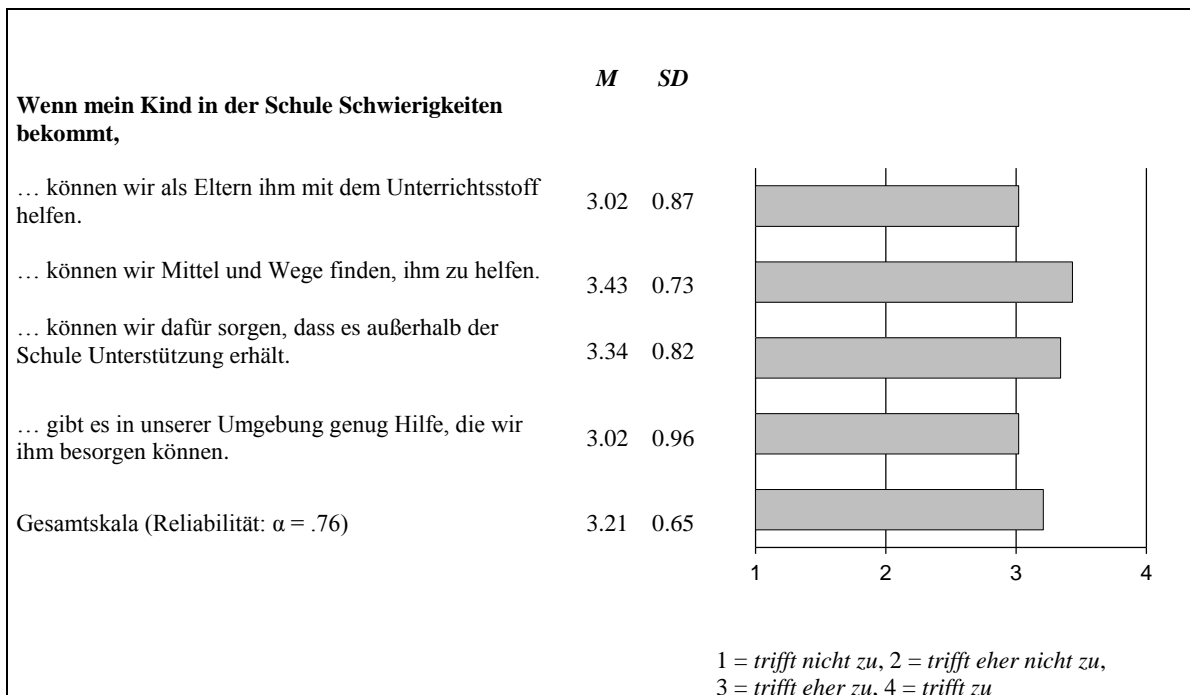 M SD
Wenn mein Kind in der Schule Schwierigkeiten
bekommt,
… können wir als Eltern ihm mit dem Unterrichtsstoff
helfen.
3.02 0.87
… können wir Mittel und Wege finden, ihm zu helfen.
3.43 0.73
… können wir dafür sorgen, dass es außerhalb der
Schule Unterstützung erhält.
3.34 0.82
… gibt es in unserer Umgebung genug Hilfe, die wir
ihm besorgen können.
3.02 0.96
Gesamtskala (Reliabilität: α = .76)
3.21 0.65
1 2 3 4
1 = trifft nicht zu, 2 = trifft eher nicht zu,
3 = trifft eher zu, 4 = trifft zu